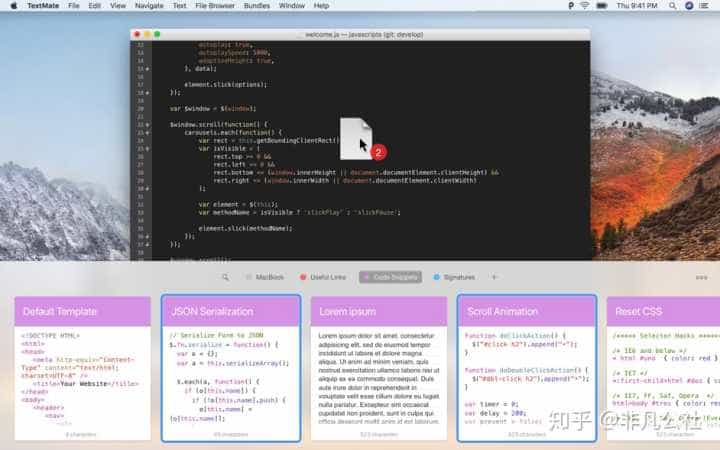 TextMate File Edit View Navigate Text File Browser Bundles Window Help Thu 9:41 PM
welcome.js — javascripts (git: develop)
12 autoplay: true,
13 autoplaySpeed: 5000,
14 adaptiveHeight: true,
15 }, data);
16
17 element.slick(options);
18 });
19
20 var $window = $(window);
21
22 $window.scroll(function() {
23 carousels.each(function() {
24 var rect = this.getBoundingClientRect()
25 var isVisible = (
26 rect.top >= 0 &&
27 rect.left >= 0 &&
28 rect.bottom <= (window.innerHeight || document.documentElement.clientHeight) &&
29 rect.right <= (window.innerWidth || document.documentElement.clientWidth)
30 );
31
32 var element = $(this);
33 var methodName = isVisible ? 'slickPlay' : 'slickPause';
34
35 element.slick(methodName);
36 });
37 });
38
2
MacBook Useful Links Code Snippets Signatures
Default Template
<!DOCTYPE HTML>
<html>
<head>
<meta http-equiv="Content-
Type" content="text/html;
charset=UTF-8" />
<title>Your Website</title>
</head>
<body>
<header>
<nav>
characters
JSON Serialization
// Serialize Form to JSON
$.fn.serialize = function() {
var a = {};
var a = this.serializeArray();
$.each(a, function() {
if (o[this.name]) {
if (!o[this.name].push) {
o[this.name] =
[o[this.name]];
characters
Lorem ipsum
Lorem ipsum dolor sit amet, consectetur
adipiscing elit, sed do eiusmod tempor
incididunt ut labore et dolore magna
aliqua. Ut enim ad minim veniam, quis
nostrud exercitation ullamco laboris nisi ut
aliquip ex ea commodo consequat. Duis
aute irure dolor in reprehenderit in
voluptate velit esse cillum dolore eu fugiat
nulla pariatur. Excepteur sint occaecat
cupidatat non proident, sunt in culpa qui
officia deserunt mollit anim id est laborum.
523 characters
Scroll Animation
function doClickAction() {
$("#click h2").append("•");
}
function doDoubleClickAction() {
$("#dbl-click h2").append("•");
}
var timer = 0;
var delay = 200;
var prevent = false;
523 characters
Reset CSS
/***** Selector Hacks ******/
/* IE6 and below */
* html #uno { color: red }
/* IE7 */
*:first-child+html #dos { c
/* IE7, FF, Saf, Opera */
html>body #tres { color: re
知乎 @非凡公社